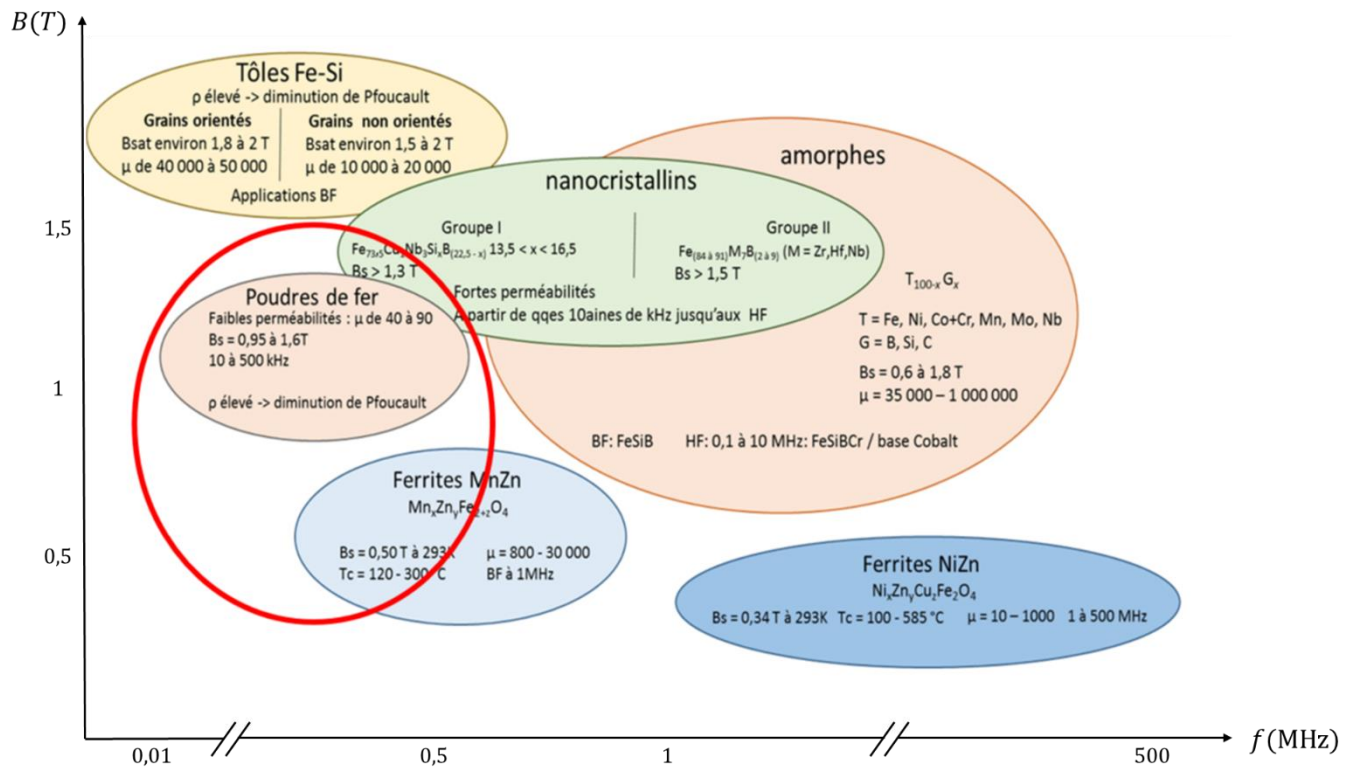 B(T)
Tôles Fe-Si
ρ élevé -> diminution de Pfoucault
Grains orientés
Bsat environ 1,8 à 2 T
μ de 40 000 à 50 000
Grains non orientés
Bsat environ 1,5 à 2 T
μ de 10 000 à 20 000
Applications BF
amorphes
T100-x Gx
T = Fe, Ni, Co+Cr, Mn, Mo, Nb
G = B, Si, C
Bs = 0,6 à 1,8 T
μ = 35 000 – 1 000 000
BF: FeSiB HF: 0,1 à 10 MHz: FeSiBCr / base Cobalt
nanocristallins
Groupe I
Nb3SixB(22,5 - x) 13,5 < x < 16,5
Bs > 1,3 T
Groupe II
Fe(84 à 91)M7B(2 à 9) (M = Zr,Hf,Nb)
Bs > 1,5 T
Fortes perméabilités
A partir de qqes 10aines de kHz jusqu'aux HF
Poudres de fer
Faibles perméabilités : μ de 40 à 90
Bs = 0,95 à 1,6T
10 à 500 kHz
ρ élevé -> diminution de Pfoucault
Ferrites MnZn
MnxZnyFe2+zO4
Bs = 0,50 T à 293K μ = 800 - 30 000
Tc = 120 - 300 °C BF à 1MHz
Ferrites NiZn
NixZnyCuzFe2O4
Bs = 0,34 T à 293K Tc = 100 - 585 °C μ = 10 – 1000 1 à 500 MHz
1,5
1
0,5
0,01
0,5
1
500
f(MHz)